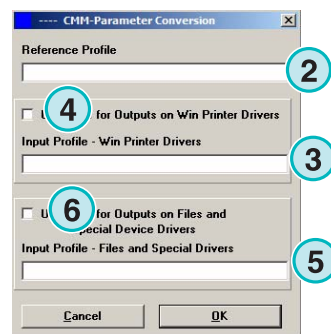 ---- CMM-Parameter Conversion
Reference Profile
2
4
for Outputs on Win Printer Drivers
Input Profile - Win Printer Drivers
3
6
for Outputs on Files and
Device Drivers
Input Profile - Files and Special Drivers
5
Cancel OK